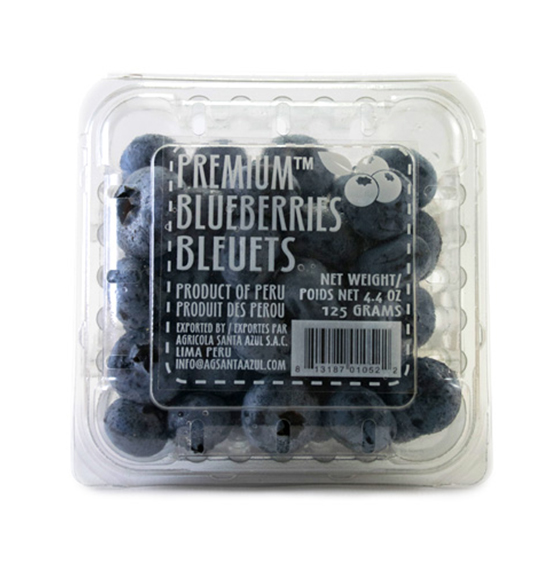 PREMIUM™
BLUEBERRIES
BLEUETS
NET WEIGHT/
POIDS NET 4.4 OZ
125 GRAMS
PRODUCT OF PERU
PRODUIT DES PEROU
EXPORTED BY / EXPORTES PAR
AGRICOLA SANTA AZUL S.A.C.
LIMA PERU
INFO@AGSANTAAZUL.COM
8 13187 01052 2